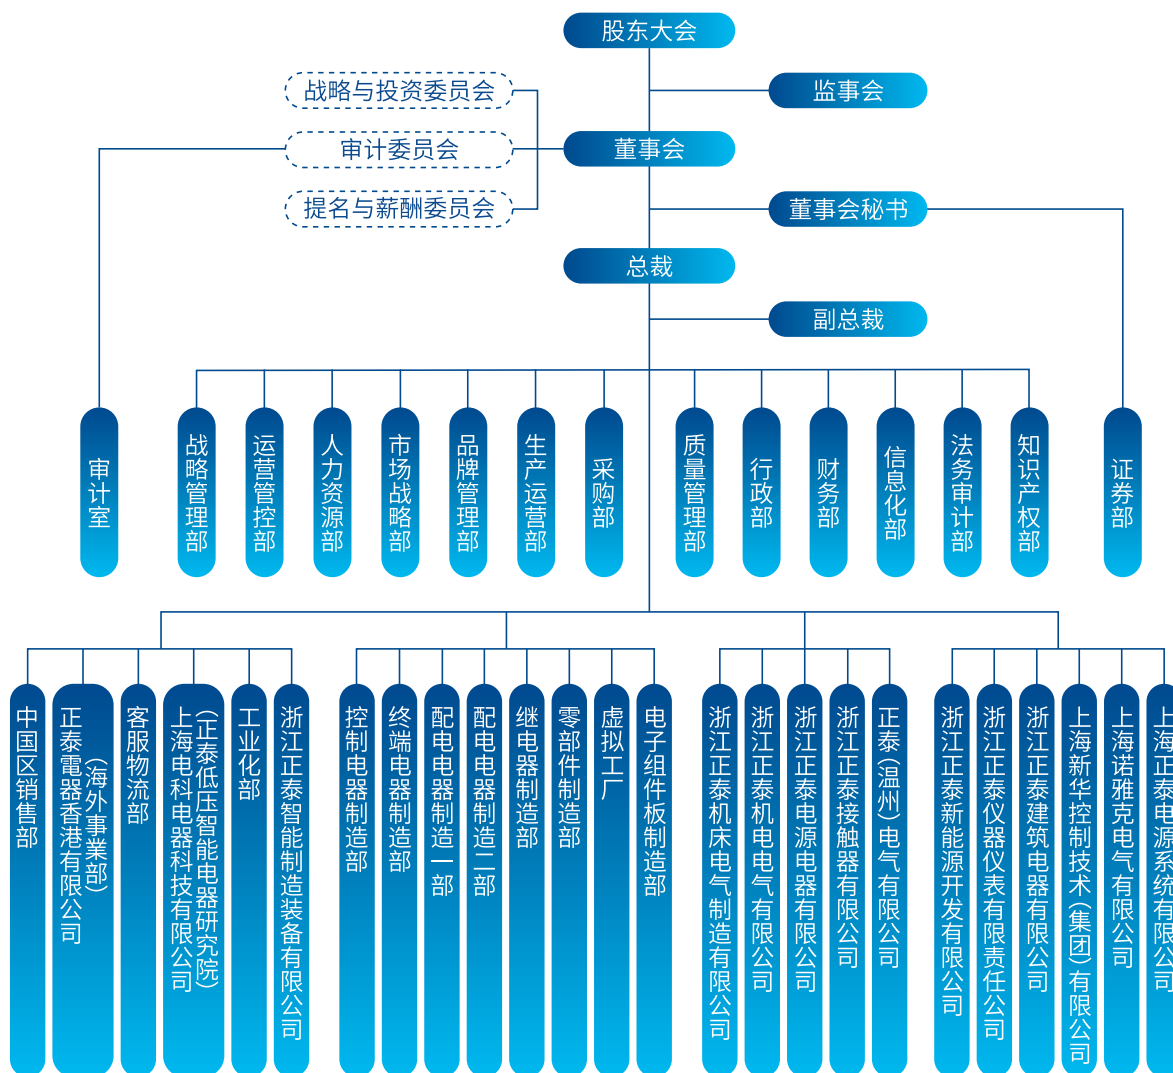 股东大会
监事会
战略与投资委员会
审计委员会
董事会
提名与薪酬委员会
董事会秘书
总裁
副总裁
审计室
战略管理部
运营管控部
人力资源部
市场战略部
品牌管理部
生产运营部
采购部
质量管理部
行政部
财务部
信息化部
法务审计部
知识产权部
证券部
中国区销售部
正泰電器香港有限公司
（海外事業部）
客服物流部
上海电科电器科技有限公司
（正泰低压智能电器研究院）
工业化部
浙江正泰智能制造装备有限公司
控制电器制造部
终端电器制造部
配电电器制造一部
配电电器制造二部
继电器制造部
零部件制造部
虚拟工厂
电子组件板制造部
浙江正泰机床电气制造有限公司
浙江正泰机电电气有限公司
浙江正泰电源电器有限公司
浙江正泰接触器有限公司
正泰（温州）电气有限公司
浙江正泰新能源开发有限公司
浙江正泰仪器仪表有限责任公司
浙江正泰建筑电器有限公司
上海新华控制技术（集团）有限公司
上海诺雅克电气有限公司
上海正泰电源系统有限公司